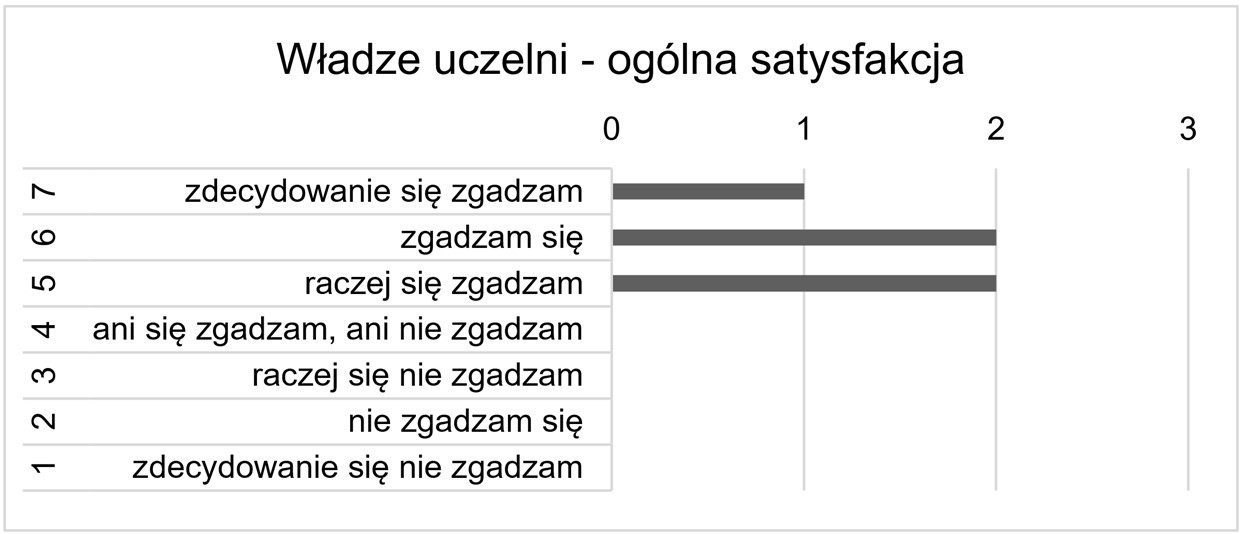 Władze uczelni - ogólna satysfakcja
0 1 2 3
7 zdecydowanie się zgadzam
6 zgadzam się
5 raczej się zgadzam
4 ani się zgadzam, ani nie zgadzam
3 raczej się nie zgadzam
2 nie zgadzam się
1 zdecydowanie się nie zgadzam